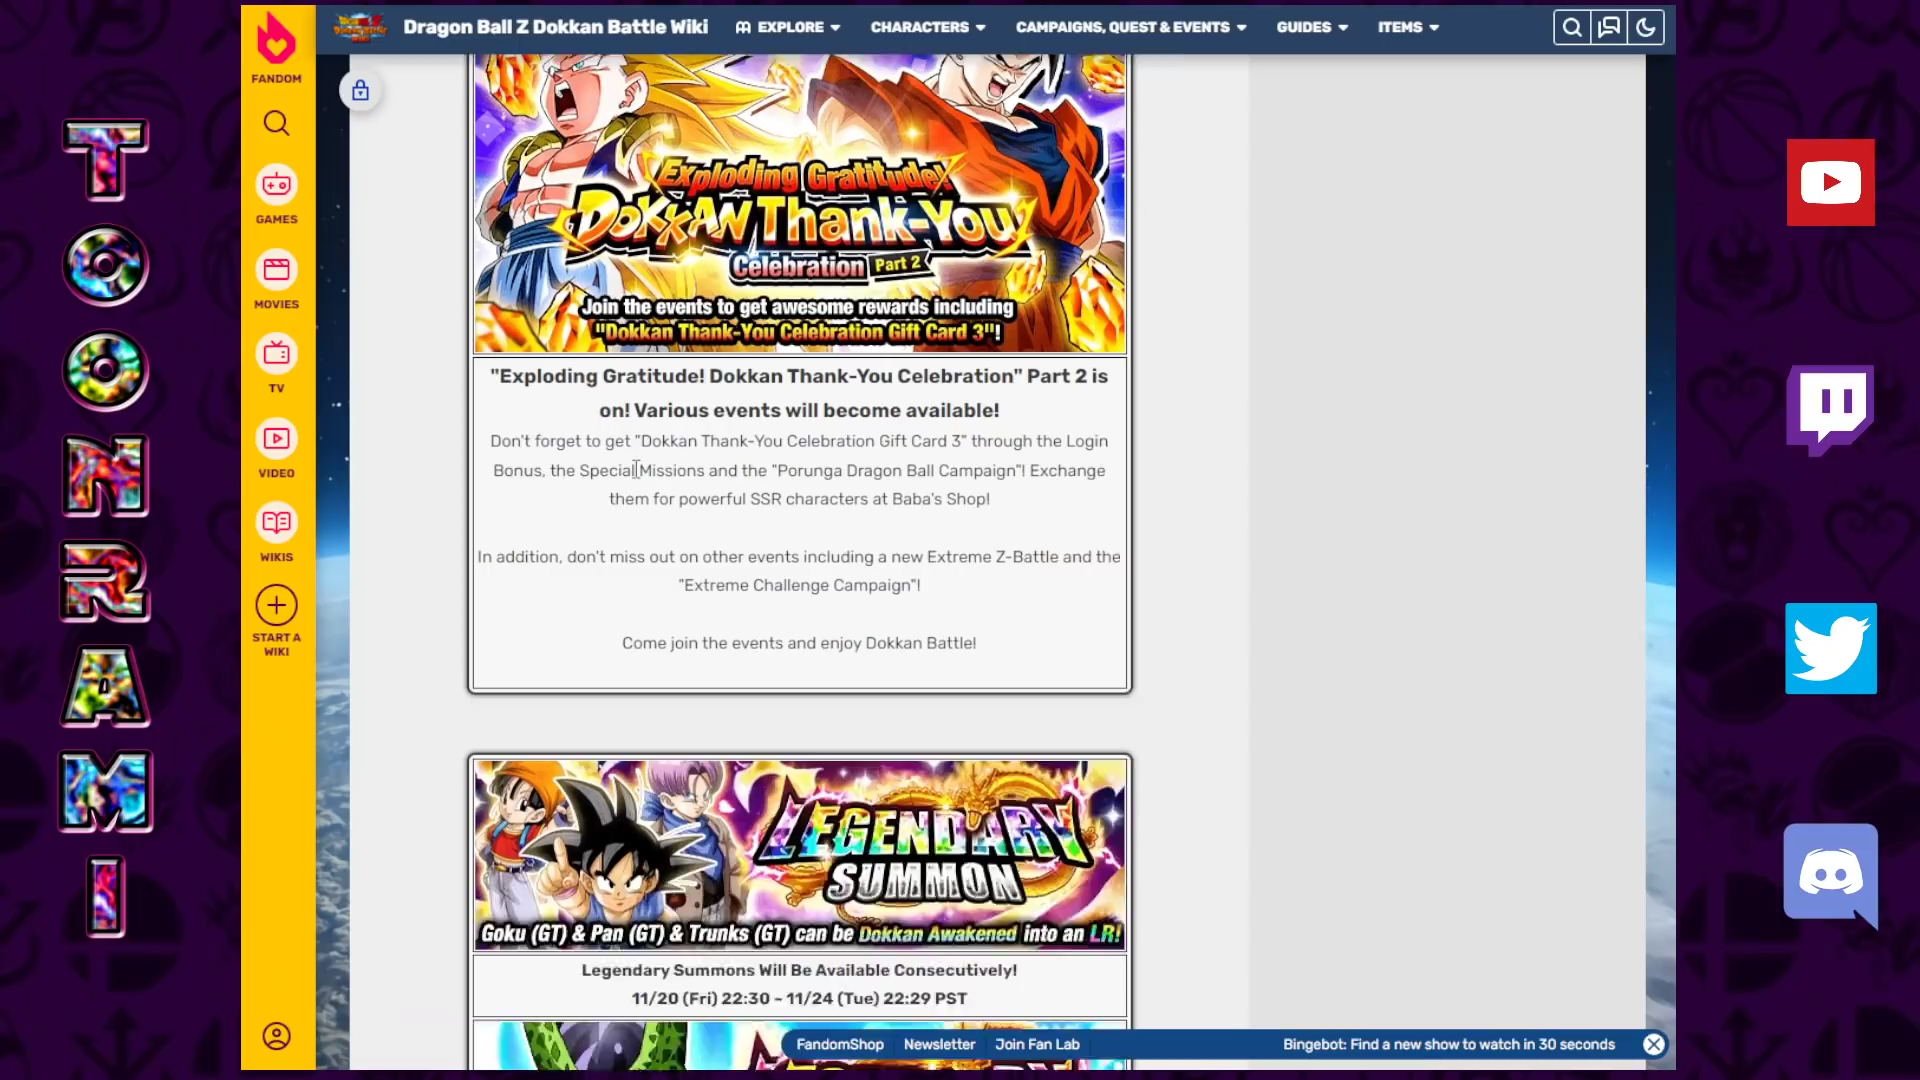 TOONRAMI
FANDOM
GAMES
MOVIES
TV
VIDEO
WIKIS
START A
WIKI
Dragon Ball Z Dokkan Battle Wiki
EXPLORE
CHARACTERS
CAMPAIGNS, QUEST & EVENTS
GUIDES
ITEMS
Exploding Gratitude!
DOKKAN Thank-You
Celebration Part 2
Join the events to get awesome rewards including
"Dokkan Thank-You Celebration Gift Card 3"!
"Exploding Gratitude! Dokkan Thank-You Celebration" Part 2 is
on! Various events will become available!
Don't forget to get "Dokkan Thank-You Celebration Gift Card 3" through the Login
Bonus, the Special Missions and the "Porunga Dragon Ball Campaign"! Exchange
them for powerful SSR characters at Baba's Shop!
In addition, don't miss out on other events including a new Extreme Z-Battle and the
"Extreme Challenge Campaign"!
Come join the events and enjoy Dokkan Battle!
LEGENDARY
SUMMON
Goku (GT) & Pan (GT) & Trunks (GT) can be Dokkan Awakened into an LR!
Legendary Summons Will Be Available Consecutively!
11/20 (Fri) 22:30 ~ 11/24 (Tue) 22:29 PST
FandomShop
Newsletter
Join Fan Lab
Bingebot: Find a new show to watch in 30 seconds